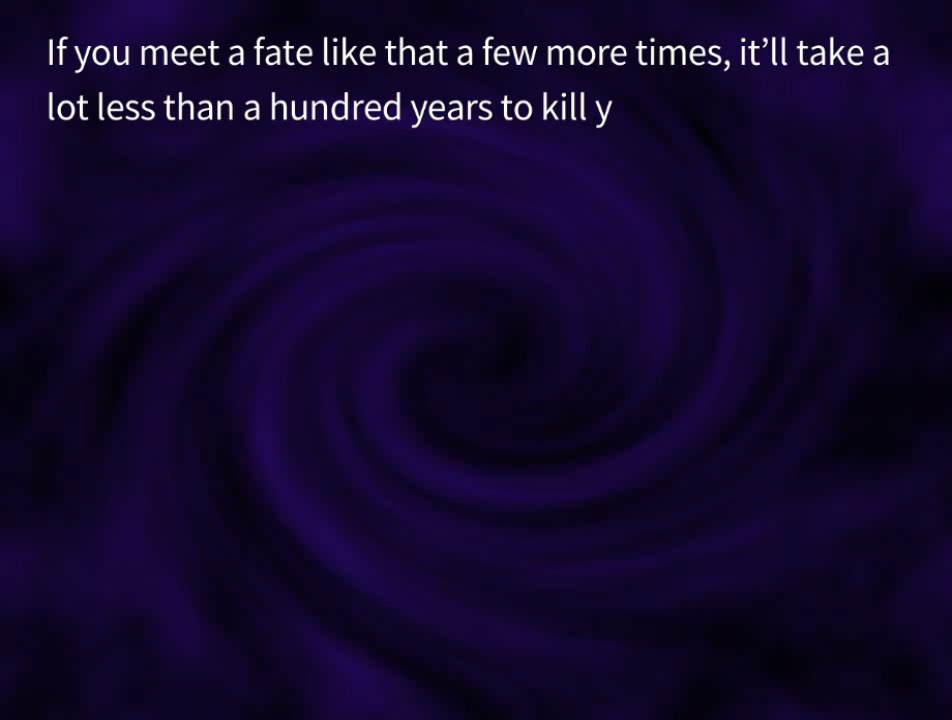 If you meet a fate like that a few more times, it’ll take a
lot less than a hundred years to kill y